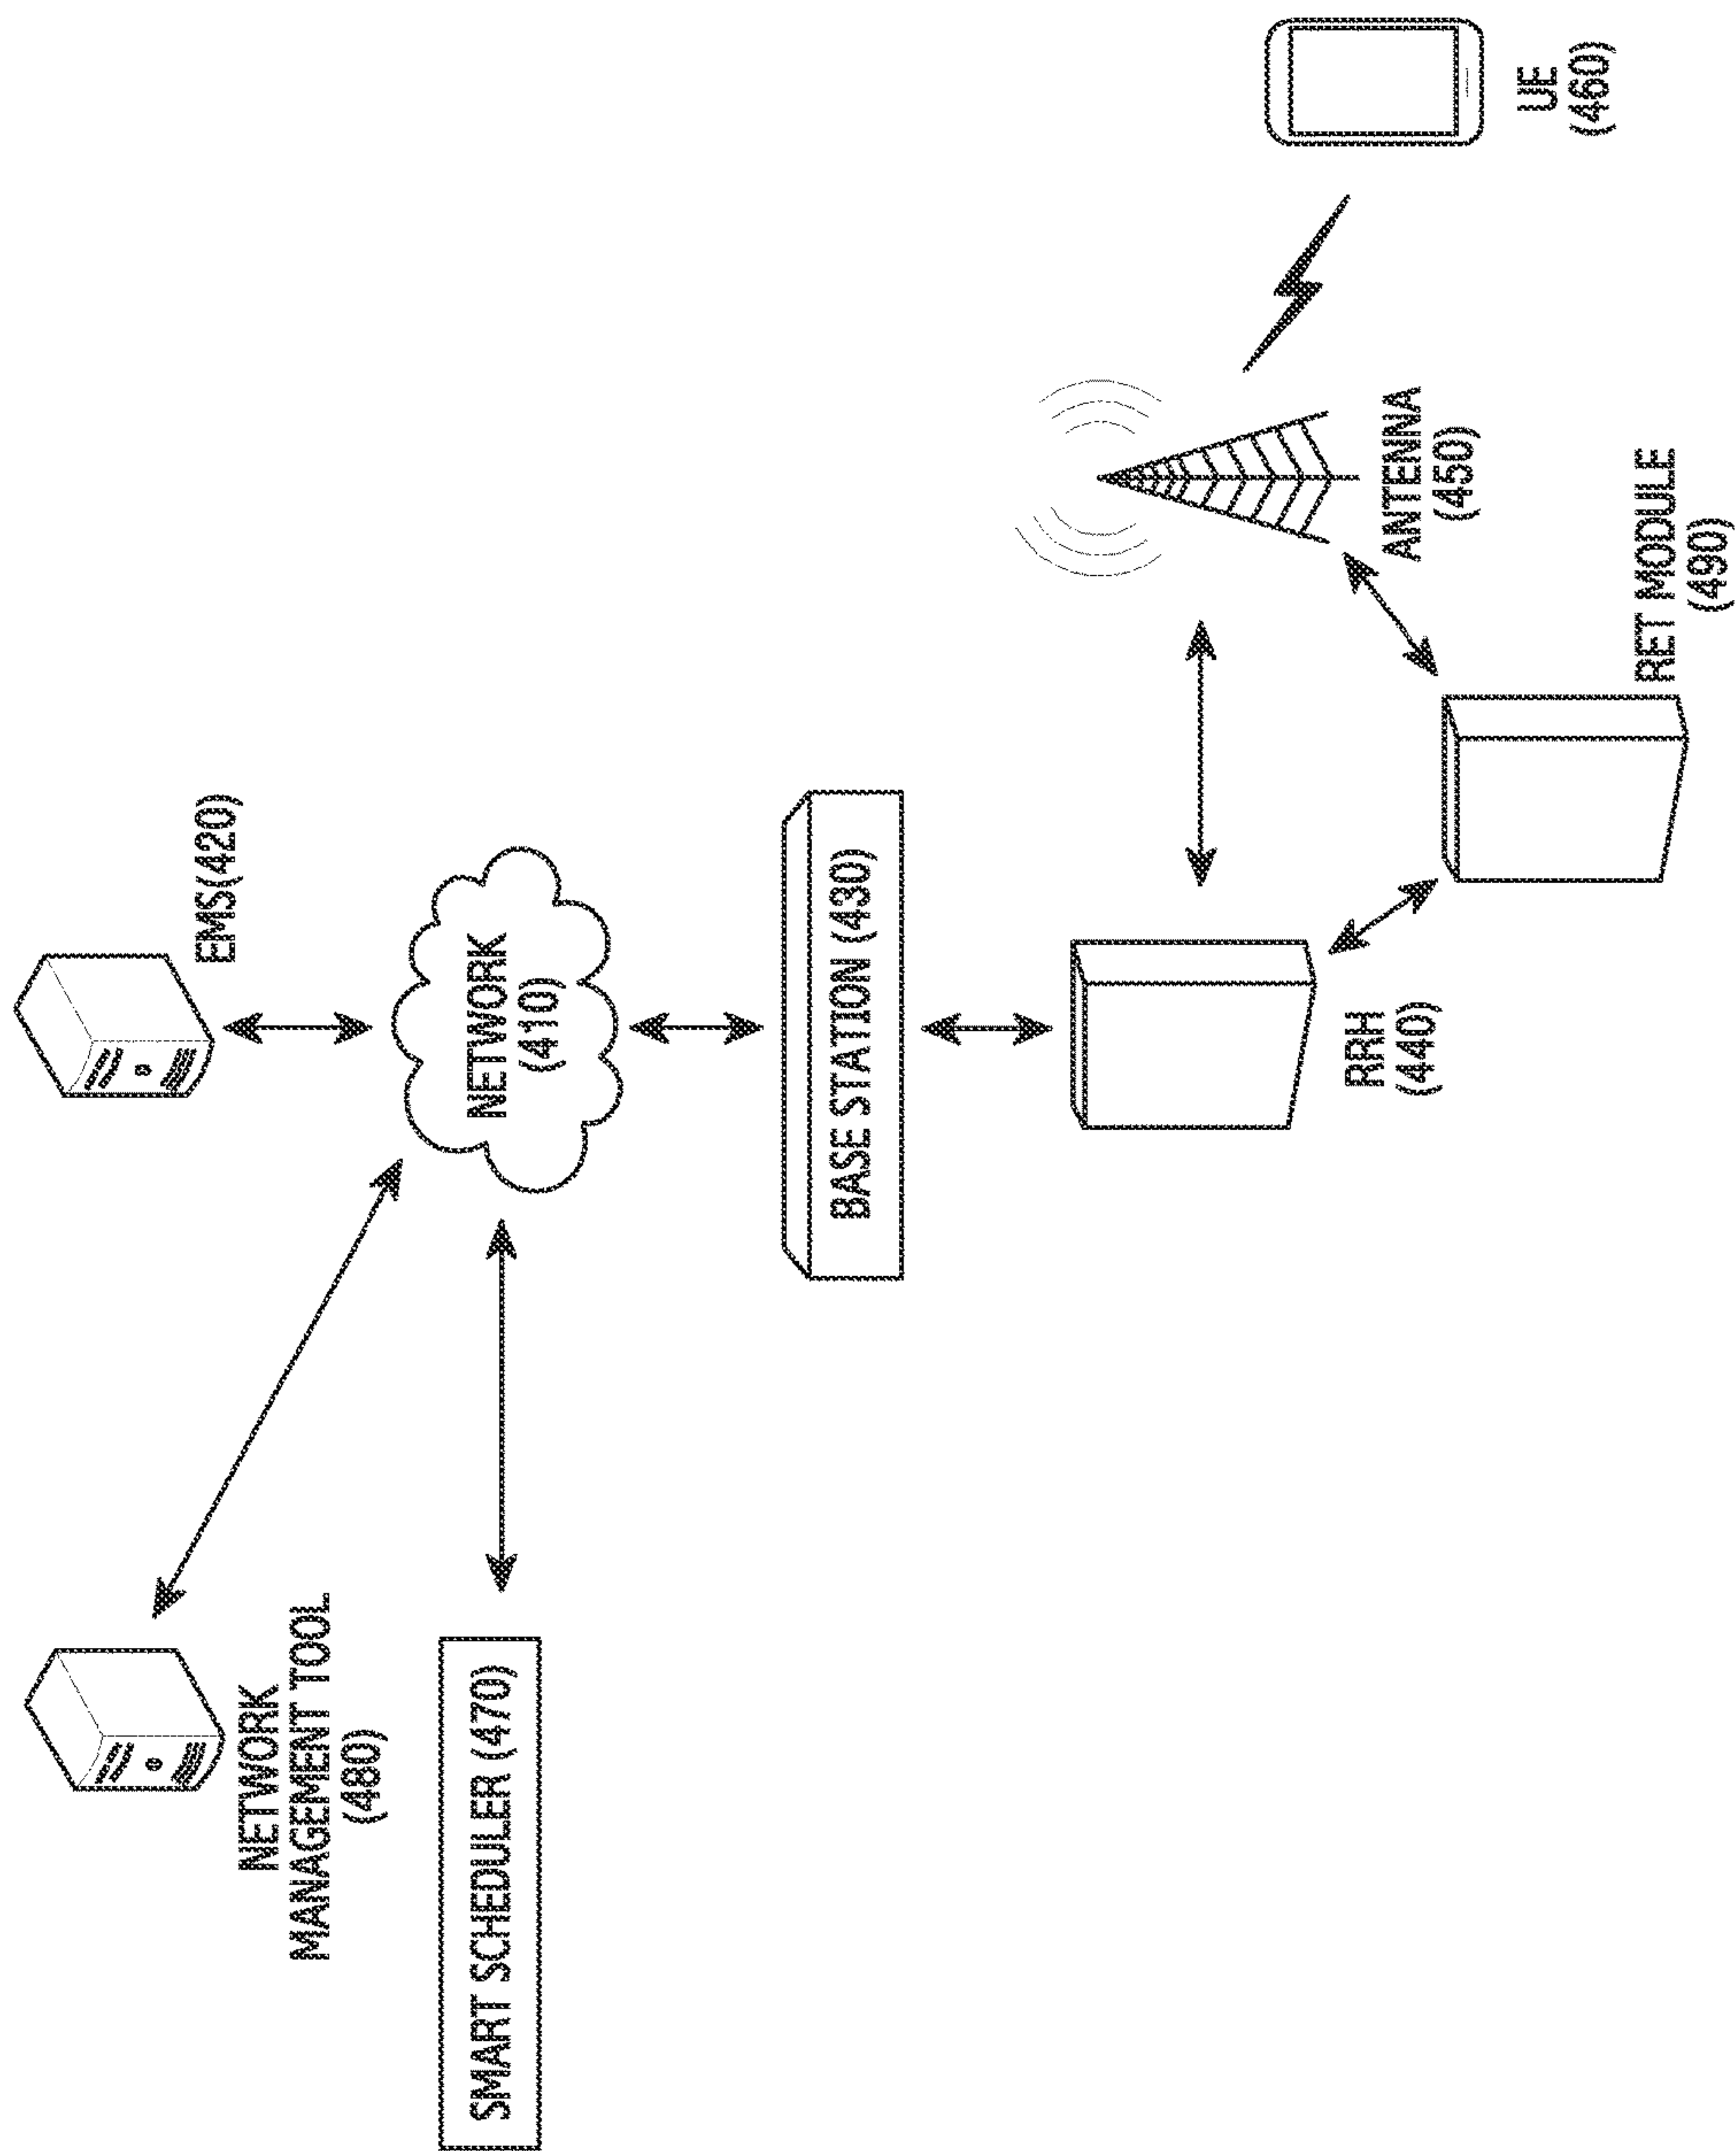 EMS(420)
NETWORK
MANAGEMENT TOOL
(480)
NETWORK
(410)
SMART SCHEDULER (470)
BASE STATION (430)
RRH
(440)
ANTENNA
(450)
UE
(460)
RET MODULE
(490)